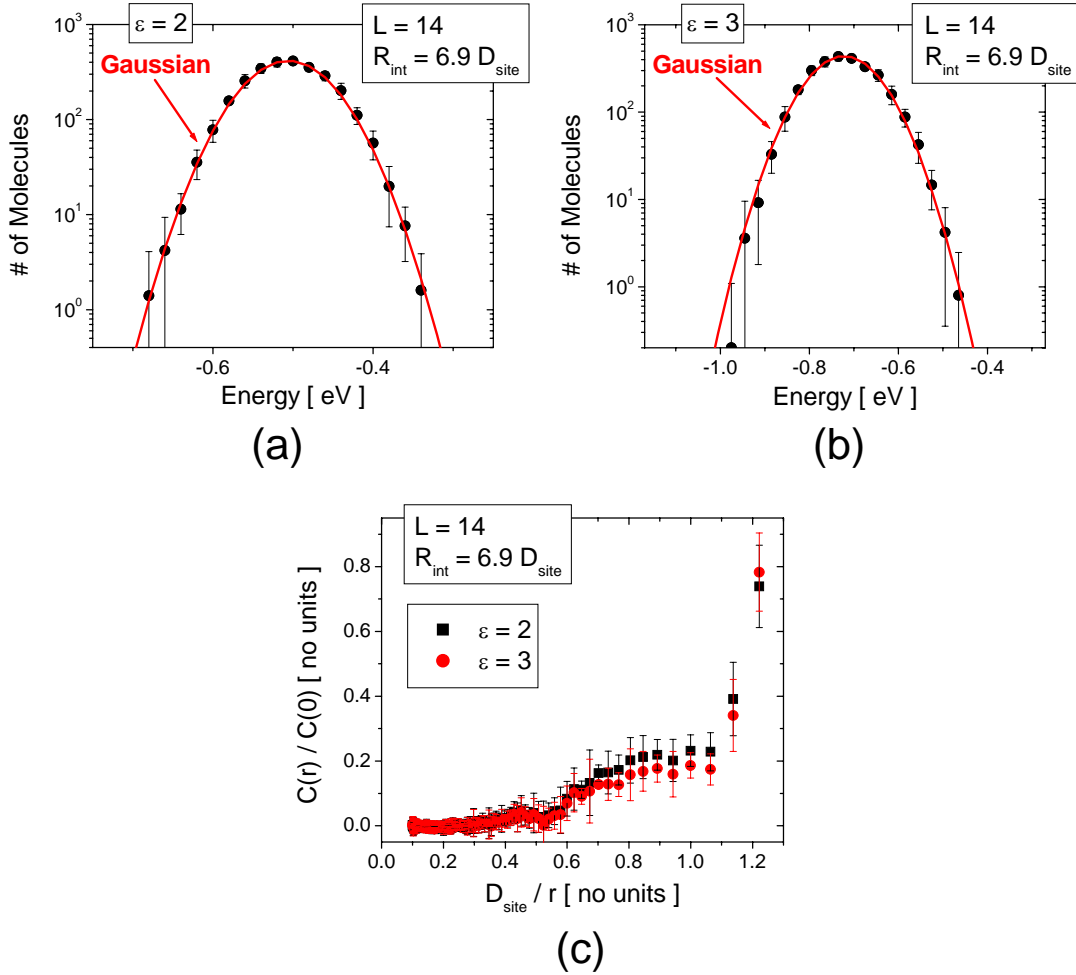 ε = 2
L = 14
R_int = 6.9 D_site
Gaussian
10^3
10^2
10^1
10^0
# of Molecules
-0.6
-0.4
Energy [ eV ]
(a)
ε = 3
L = 14
R_int = 6.9 D_site
Gaussian
10^3
10^2
10^1
10^0
# of Molecules
-1.0
-0.8
-0.6
-0.4
Energy [ eV ]
(b)
L = 14
R_int = 6.9 D_site
ε = 2
ε = 3
0.8
0.6
0.4
0.2
0.0
C(r) / C(0) [ no units ]
0.0 0.2 0.4 0.6 0.8 1.0 1.2
D_site / r [ no units ]
(c)